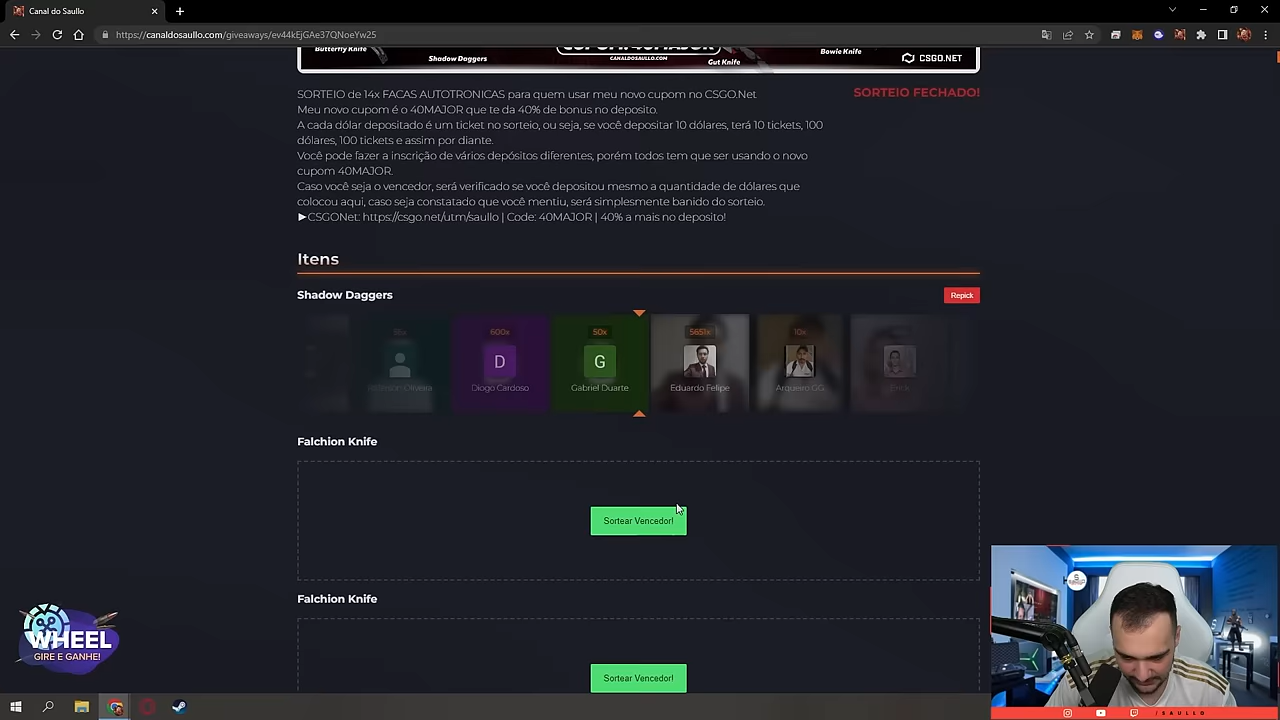 Canal do Saullo
https://canaldosaullo.com/giveaways/ev44kEjGAe37QNoeYw25
Butterfly Knife
Shadow Daggers
CUPOM: 40MAJOR
CANALDOSAULLO.COM
Gut Knife
Bowie Knife
CSGO.NET
SORTEIO de 14x FACAS AUTOTRONICAS para quem usar meu novo cupom no CSGO.Net
SORTEIO FECHADO!
Meu novo cupom é o 40MAJOR que te da 40% de bonus no deposito.
A cada dólar depositado é um ticket no sorteio, ou seja, se você depositar 10 dólares, terá 10 tickets, 100
dólares, 100 tickets e assim por diante.
Você pode fazer a inscrição de vários depósitos diferentes, porém todos tem que ser usando o novo
cupom 40MAJOR.
Caso você seja o vencedor, será verificado se você depositou mesmo a quantidade de dólares que
colocou aqui, caso seja constatado que você mentiu, será simplesmente banido do sorteio.
►CSGONet: https://csgo.net/utm/saullo | Code: 40MAJOR | 40% a mais no deposito!
Itens
Shadow Daggers
Repick
600x
50x
5651x
10x
D
G
Oliveira
Diogo Cardoso
Gabriel Duarte
Eduardo Felipe
Arqueiro GG
Erick
Falchion Knife
Sortear Vencedor!
Falchion Knife
Sortear Vencedor!
WHEEL
GIRE E GANHE!
/SAULLO